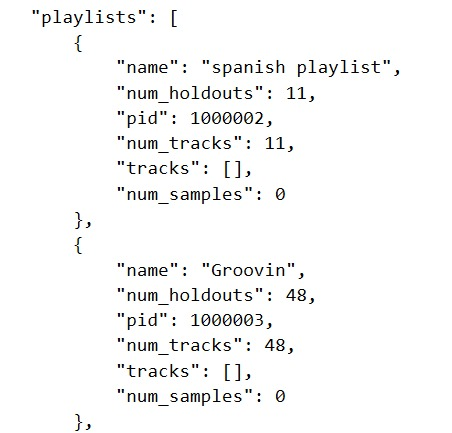 "playlists": [
{
"name": "spanish playlist",
"num_holdouts": 11,
"pid": 1000002,
"num_tracks": 11,
"tracks": [],
"num_samples": 0
},
{
"name": "Groovin",
"num_holdouts": 48,
"pid": 1000003,
"num_tracks": 48,
"tracks": [],
"num_samples": 0
},